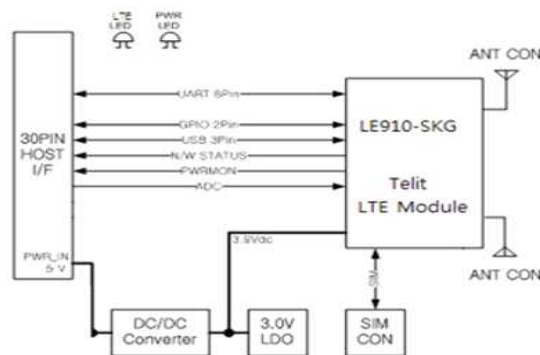 LTE
LED
PWR
LED
ANT CON
UART 8Pin
GPIO 2Pin
USB 3Pin
N/W STATUS
PWRMON
ADC
30PIN
HOST
I/F
LE910-SKG
Telit
LTE Module
3.9Vdc
PWR_IN
5 V
SIM
ANT CON
DC/DC
Converter
3.0V
LDO
SIM
CON